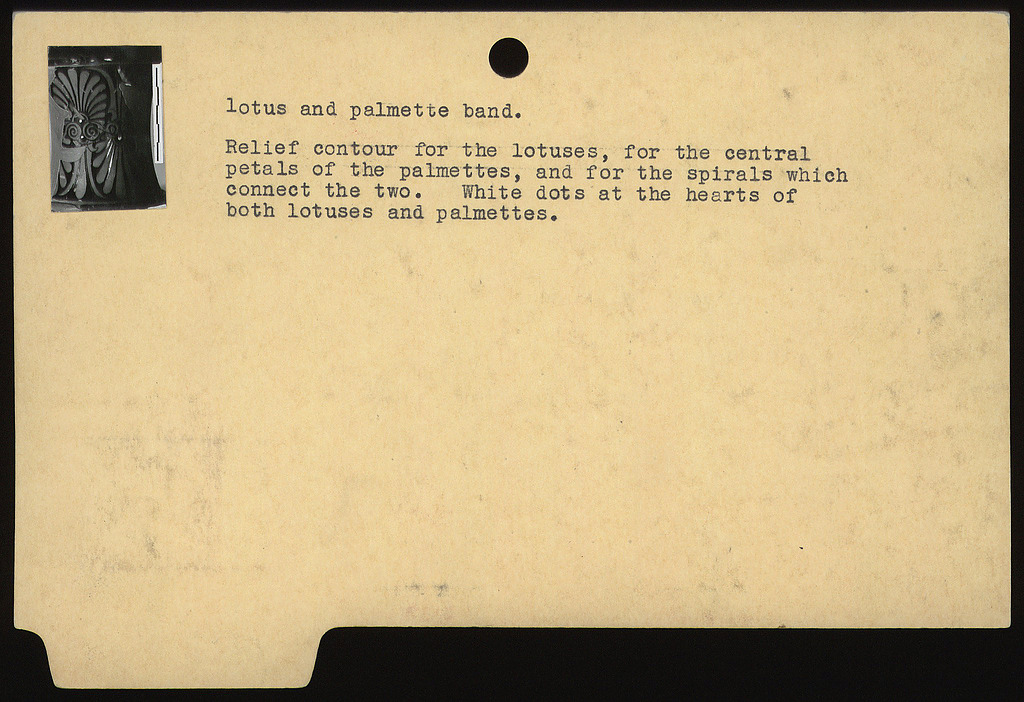 lotus and palmette band.
Relief contour for the lotuses, for the central
petals of the palmettes, and for the spirals which
connect the two. White dots at the hearts of
both lotuses and palmettes.